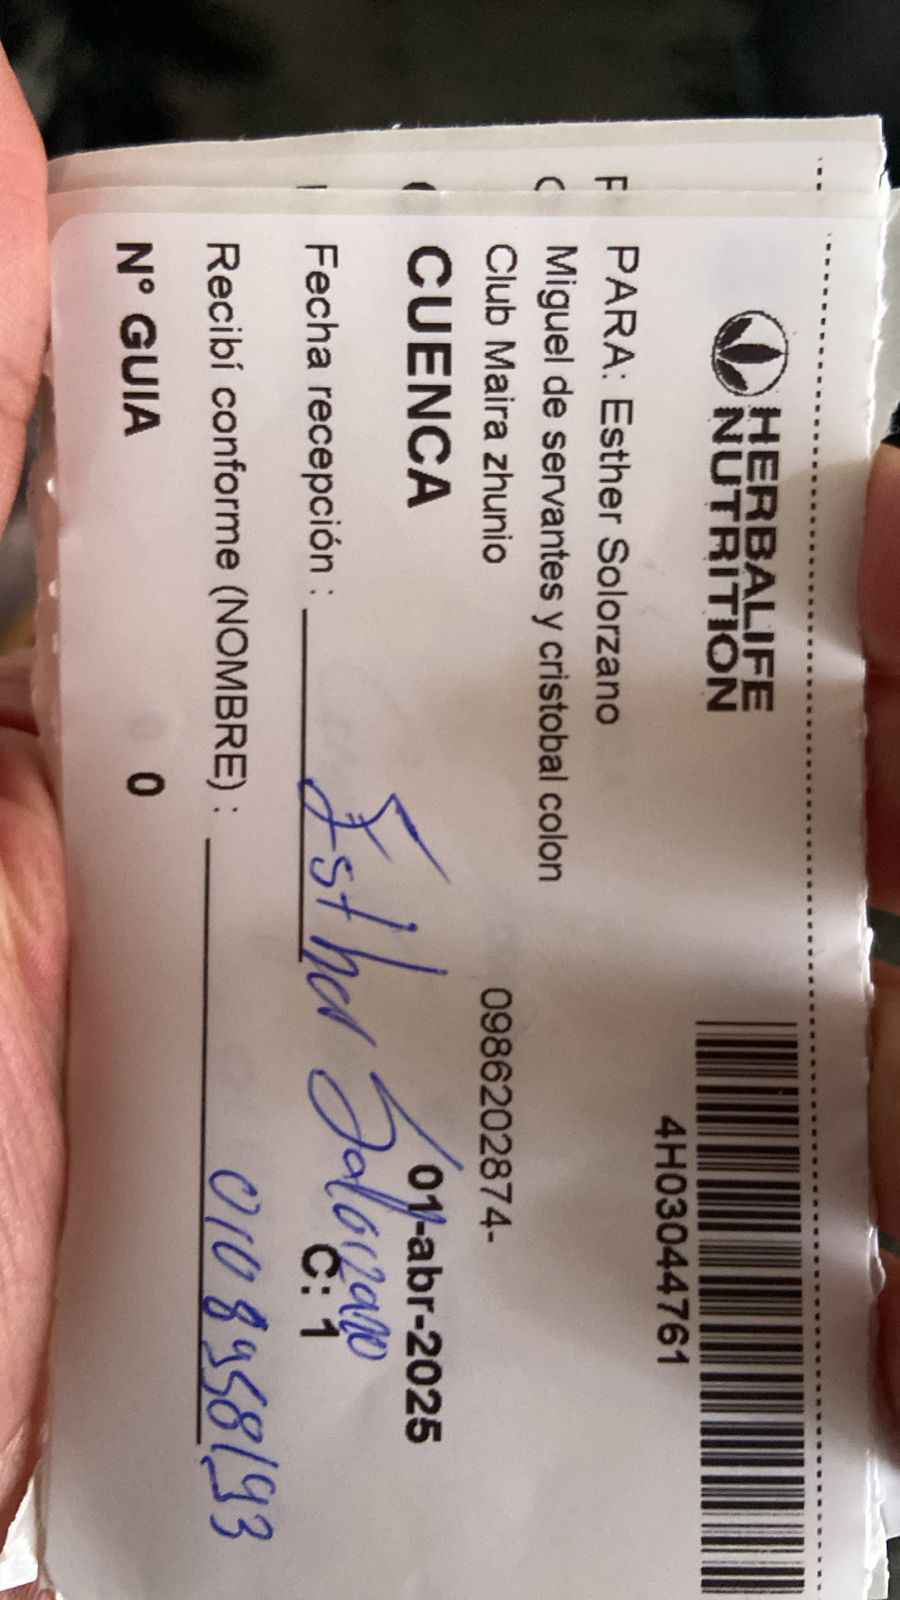 HERBALIFE
NUTRITION
4H03044761
PARA: Esther Solorzano
Miguel de servantes y cristobal colon
Club Maira zhunio 0986202874-
CUENCA 01-abr-2025
Fecha recepción : Esther Solorzano C: 1
Recibí conforme (NOMBRE) :
N° GUIA 0